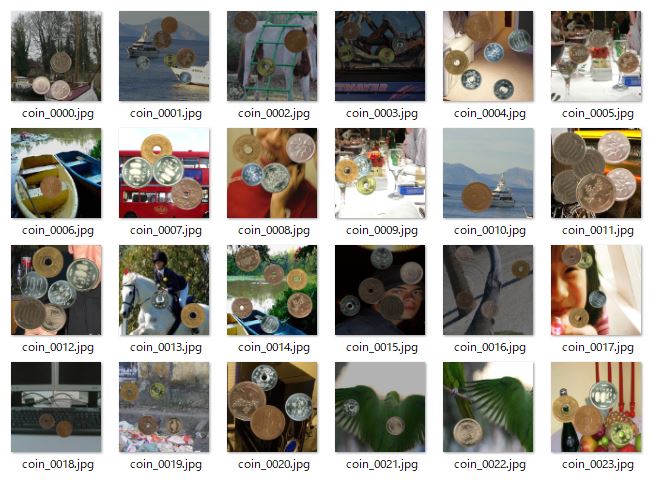 coin_0000.jpg coin_0001.jpg coin_0002.jpg coin_0003.jpg coin_0004.jpg coin_0005.jpg
coin_0006.jpg coin_0007.jpg coin_0008.jpg coin_0009.jpg coin_0010.jpg coin_0011.jpg
coin_0012.jpg coin_0013.jpg coin_0014.jpg coin_0015.jpg coin_0016.jpg coin_0017.jpg
coin_0018.jpg coin_0019.jpg coin_0020.jpg coin_0021.jpg coin_0022.jpg coin_0023.jpg